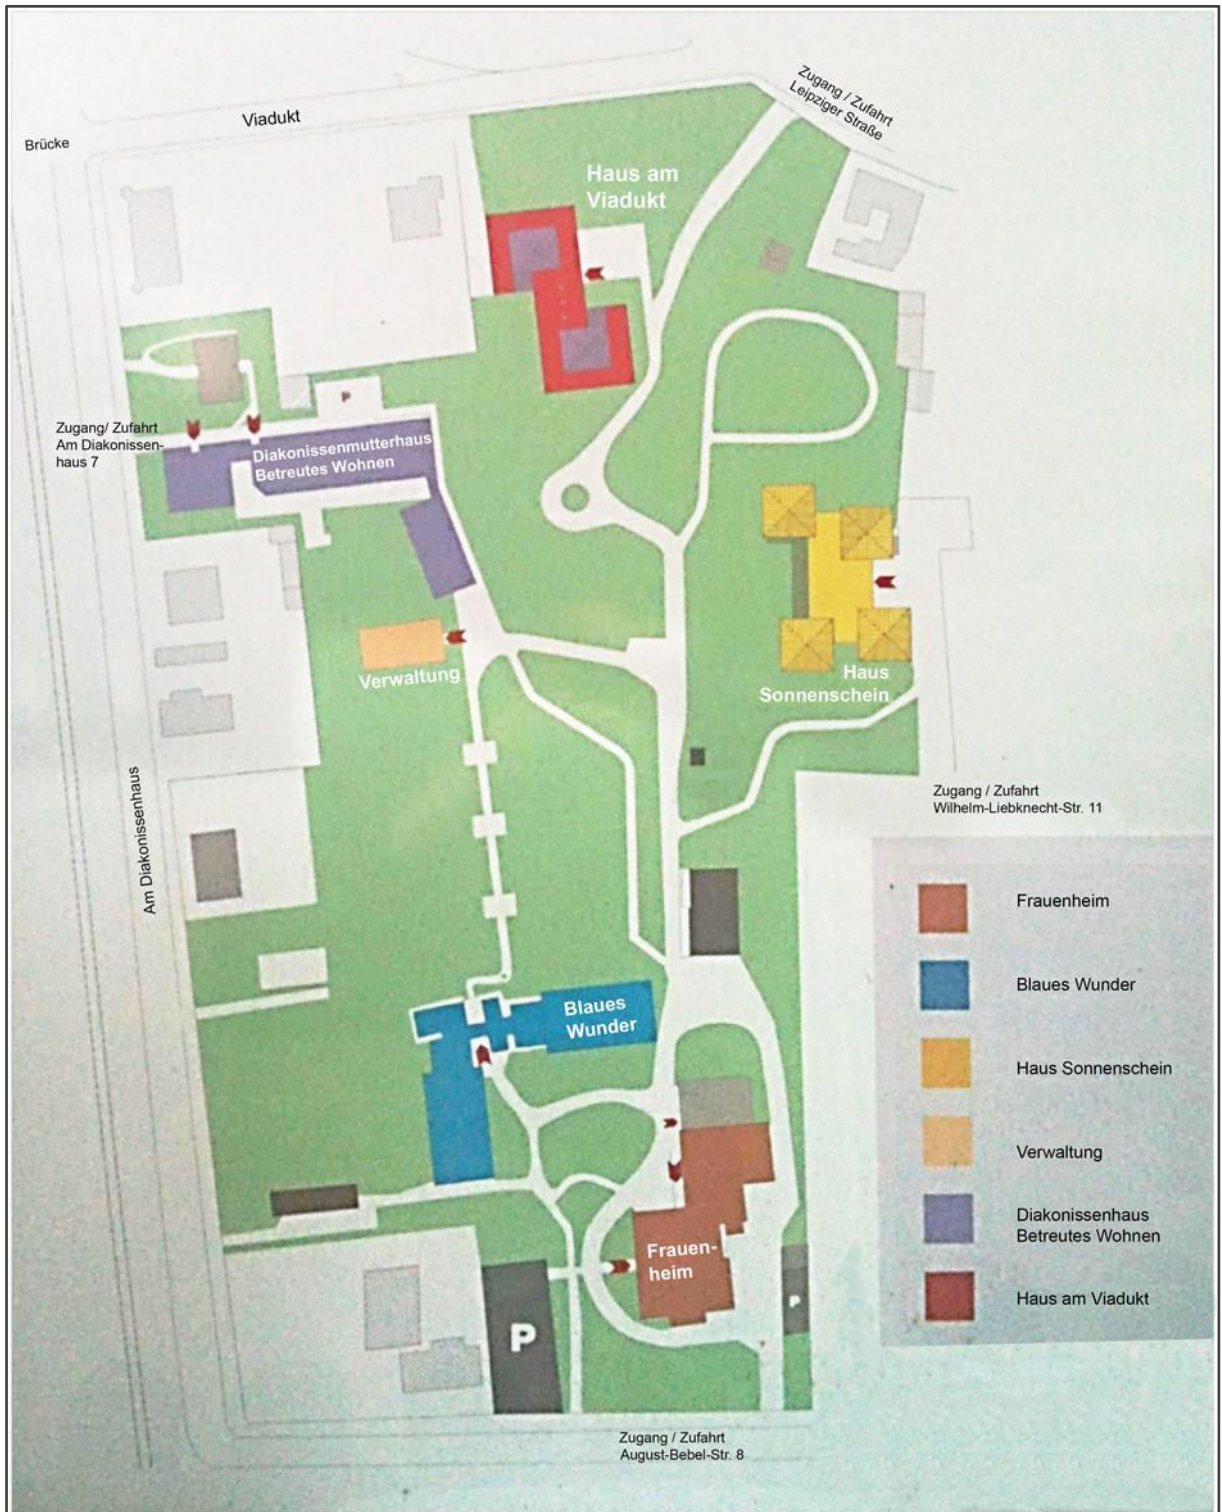 Zugang / Zufahrt
Leipziger Straße
Viadukt
Brücke
Haus am
Viadukt
P
Zugang/ Zufahrt
Am Diakonissen-
haus 7
Diakonissenmutterhaus
Betreutes Wohnen
Verwaltung
Haus
Sonnenschein
Am Diakonissenhaus
Zugang / Zufahrt
Wilhelm-Liebknecht-Str. 11
Frauenheim
Blaues Wunder
Haus Sonnenschein
Verwaltung
Diakonissenhaus
Betreutes Wohnen
Haus am Viadukt
Blaues
Wunder
Frauen-
heim
P
P
Zugang / Zufahrt
August-Bebel-Str. 8